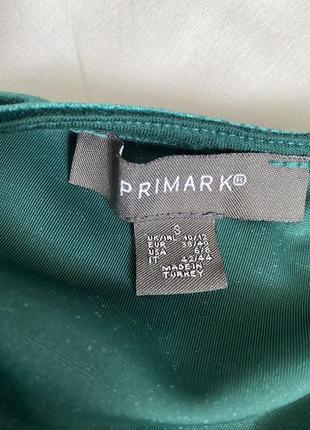 PRIMARK®
S
UK/IRL 10/12
EUR 38/40
USA 6/8
IT 42/44
MADE IN
TURKEY